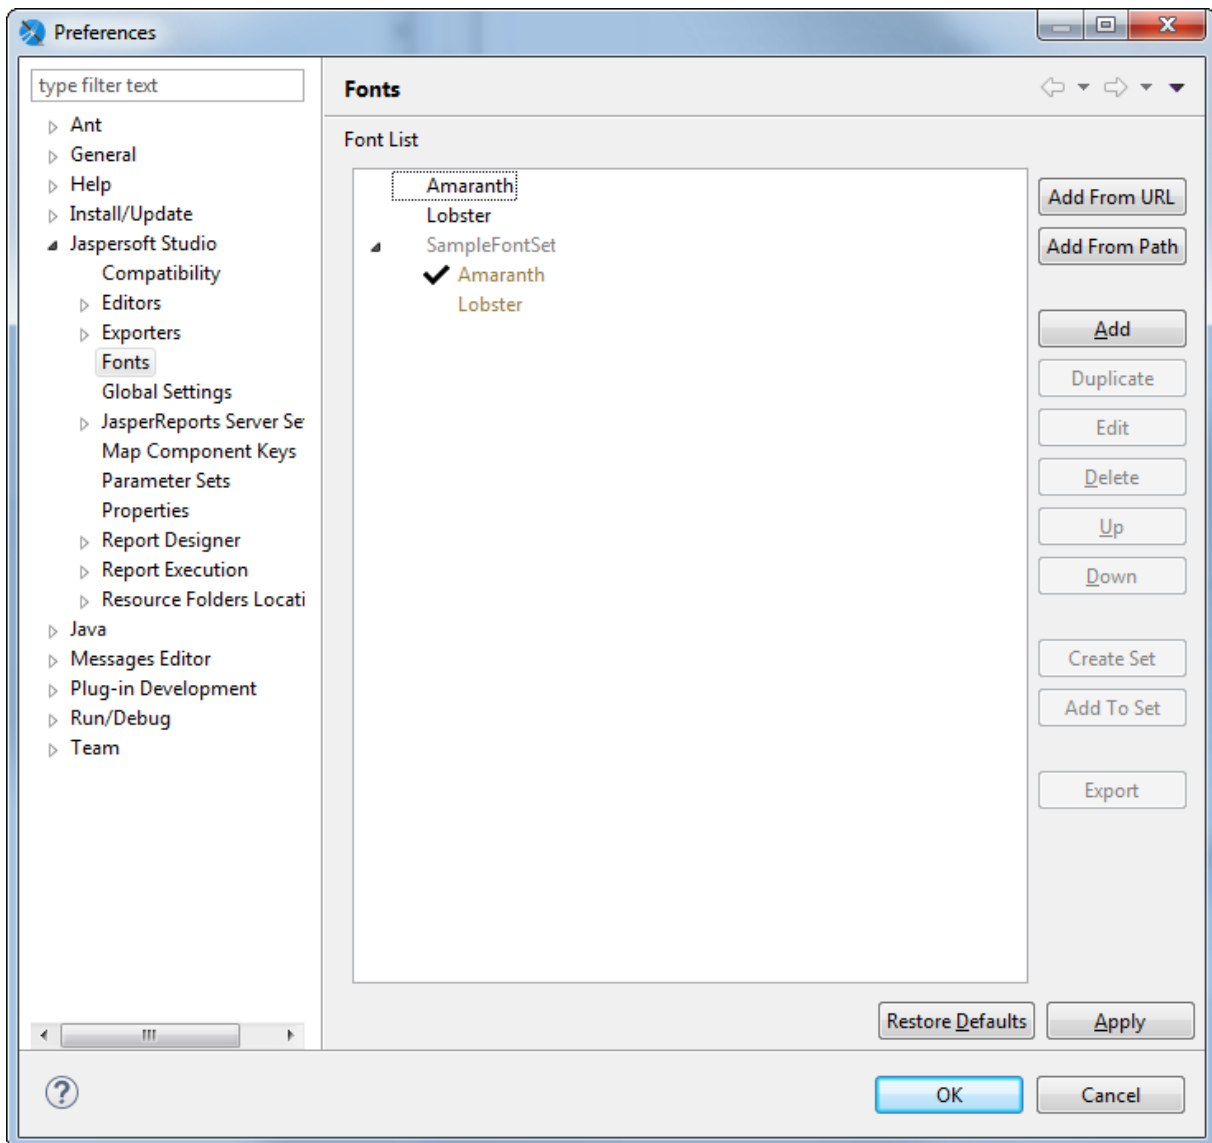 Preferences
type filter text
Ant
General
Help
Install/Update
Jaspersoft Studio
Compatibility
Editors
Exporters
Fonts
Global Settings
JasperReports Server Se
Map Component Keys
Parameter Sets
Properties
Report Designer
Report Execution
Resource Folders Locati
Java
Messages Editor
Plug-in Development
Run/Debug
Team
Fonts
Font List
Amaranth
Lobster
SampleFontSet
Amaranth
Lobster
Add From URL
Add From Path
Add
Duplicate
Edit
Delete
Up
Down
Create Set
Add To Set
Export
Restore Defaults
Apply
OK
Cancel